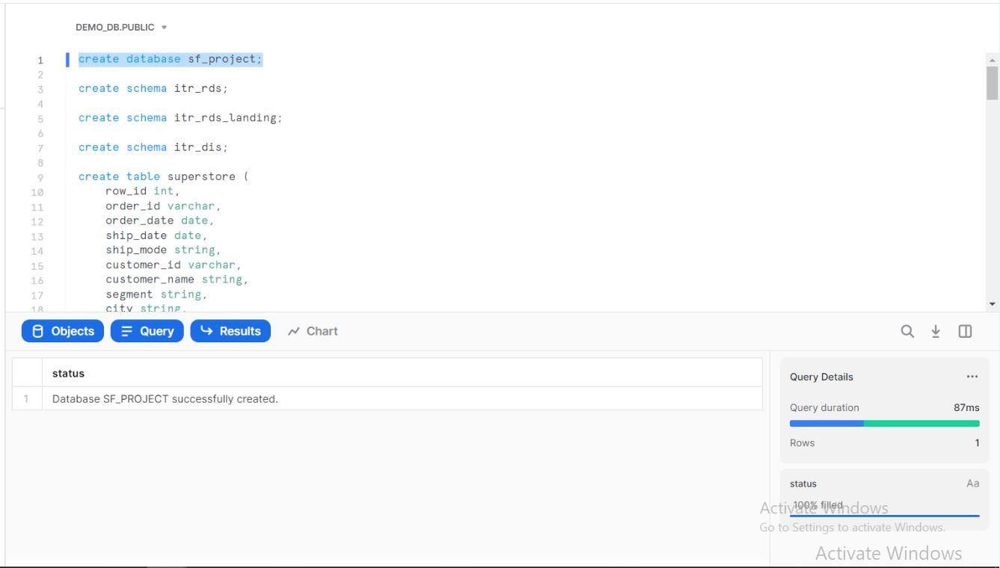 DEMO_DB.PUBLIC
1 create database sf_project;
2
3 create schema itr_rds;
4
5 create schema itr_rds_landing;
6
7 create schema itr_dis;
8
9 create table superstore (
10 row_id int,
11 order_id varchar,
12 order_date date,
13 ship_date date,
14 ship_mode string,
15 customer_id varchar,
16 customer_name string,
17 segment string,
18 city string,
Objects Query Results Chart
status
1 Database SF_PROJECT successfully created.
Query Details ...
Query duration 87ms
Rows 1
status Aa
100% filled
Activate Windows
Go to Settings to activate Windows.
Activate Windows